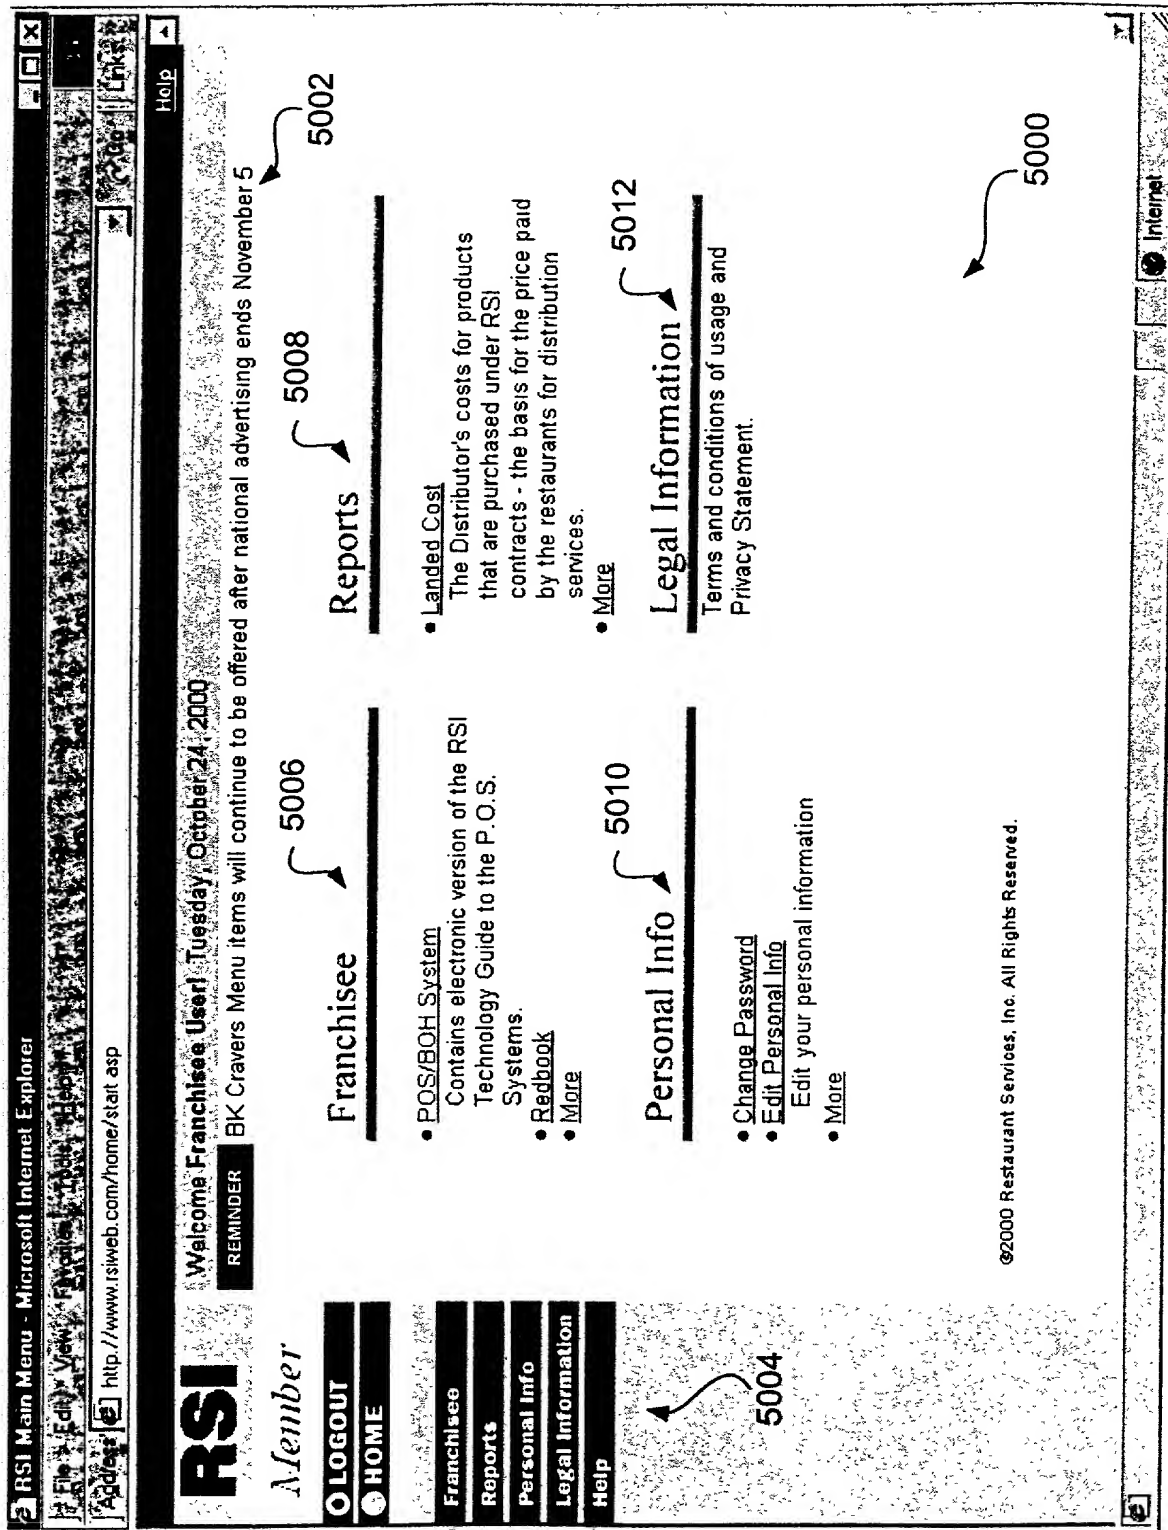 RSI Main Menu - Microsoft Internet Explorer
File Edit View Favorites Tools Help
Address http://www.rsiweb.com/home/start asp
Go Links »
Help
RSI
Welcome Franchisee User! Tuesday, October 24, 2000
REMINDER BK Cravers Menu items will continue to be offered after national advertising ends November 5
5002
Member
LOGOUT
HOME
Franchisee
Reports
Personal Info
Legal Information
Help
5004
Franchisee
5006
• POS/BOH System
Contains electronic version of the RSI
Technology Guide to the P.O.S.
Systems.
• Redbook
• More
Reports
5008
• Landed Cost
The Distributor's costs for products
that are purchased under RSI
contracts - the basis for the price paid
by the restaurants for distribution
services.
• More
Personal Info
5010
• Change Password
• Edit Personal Info
Edit your personal information
• More
Legal Information
5012
Terms and conditions of usage and
Privacy Statement.
5000
©2000 Restaurant Services, Inc. All Rights Reserved.
Internet